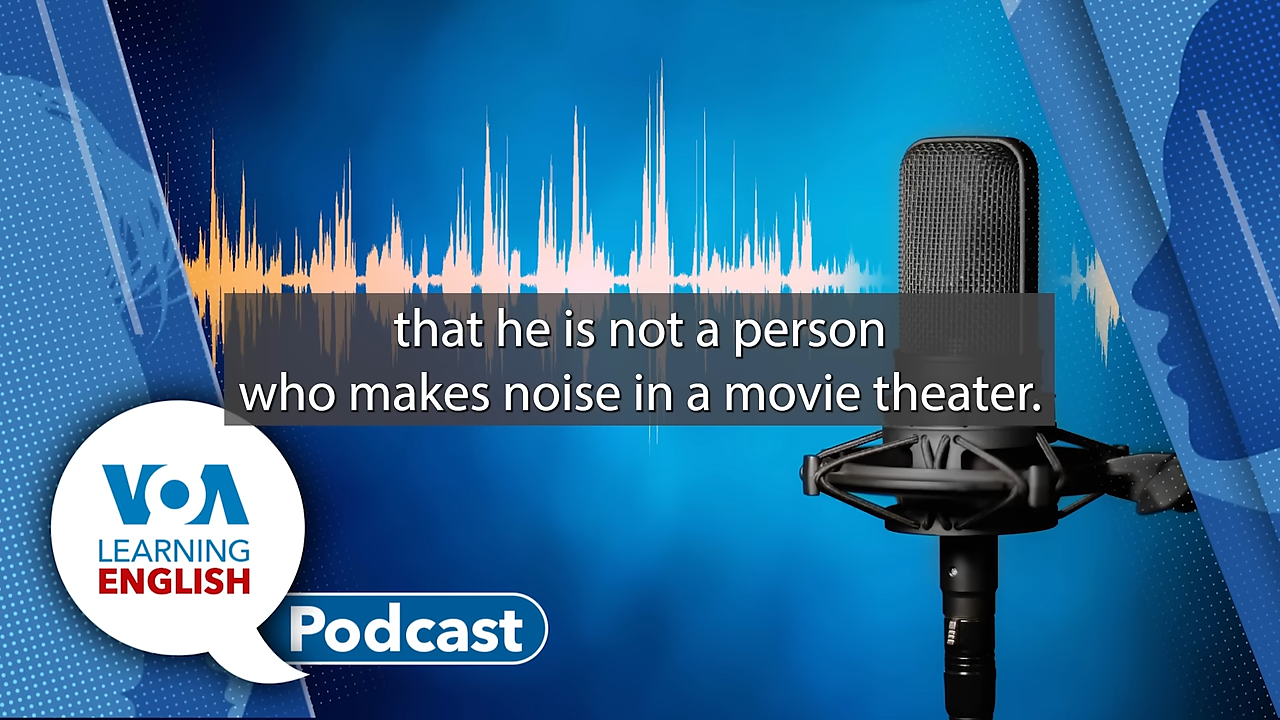 that he is not a person
who makes noise in a movie theater.
VOA
LEARNING
ENGLISH
Podcast